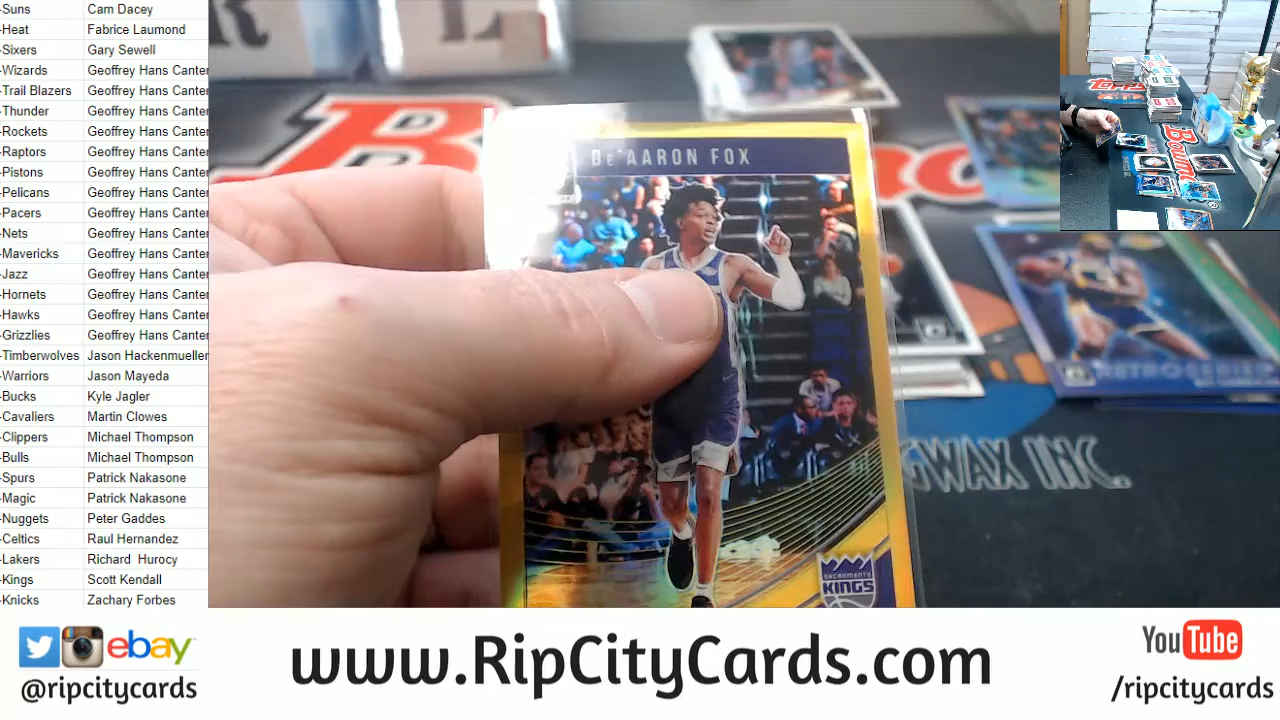 -Suns Cam Dacey
-Heat Fabrice Laumond
-Sixers Gary Sewell
-Wizards Geoffrey Hans Canter
-Trail Blazers Geoffrey Hans Canter
-Thunder Geoffrey Hans Canter
-Rockets Geoffrey Hans Canter
-Raptors Geoffrey Hans Canter
-Pistons Geoffrey Hans Canter
-Pelicans Geoffrey Hans Canter
-Pacers Geoffrey Hans Canter
-Nets Geoffrey Hans Canter
-Mavericks Geoffrey Hans Canter
-Jazz Geoffrey Hans Canter
-Hornets Geoffrey Hans Canter
-Hawks Geoffrey Hans Canter
-Grizzlies Geoffrey Hans Canter
-Timberwolves Jason Hackenmueller
-Warriors Jason Mayeda
-Bucks Kyle Jagler
-Cavaliers Martin Clowes
-Clippers Michael Thompson
-Bulls Michael Thompson
-Spurs Patrick Nakasone
-Magic Patrick Nakasone
-Nuggets Peter Gaddes
-Celtics Raul Hernandez
-Lakers Richard Hurocy
-Kings Scott Kendall
-Knicks Zachary Forbes
De'AARON FOX
SACRAMENTO
KINGS
RETRO SERIES
GWAX INC.
ebay
@ripcitycards
www.RipCityCards.com
YouTube
/ripcitycards